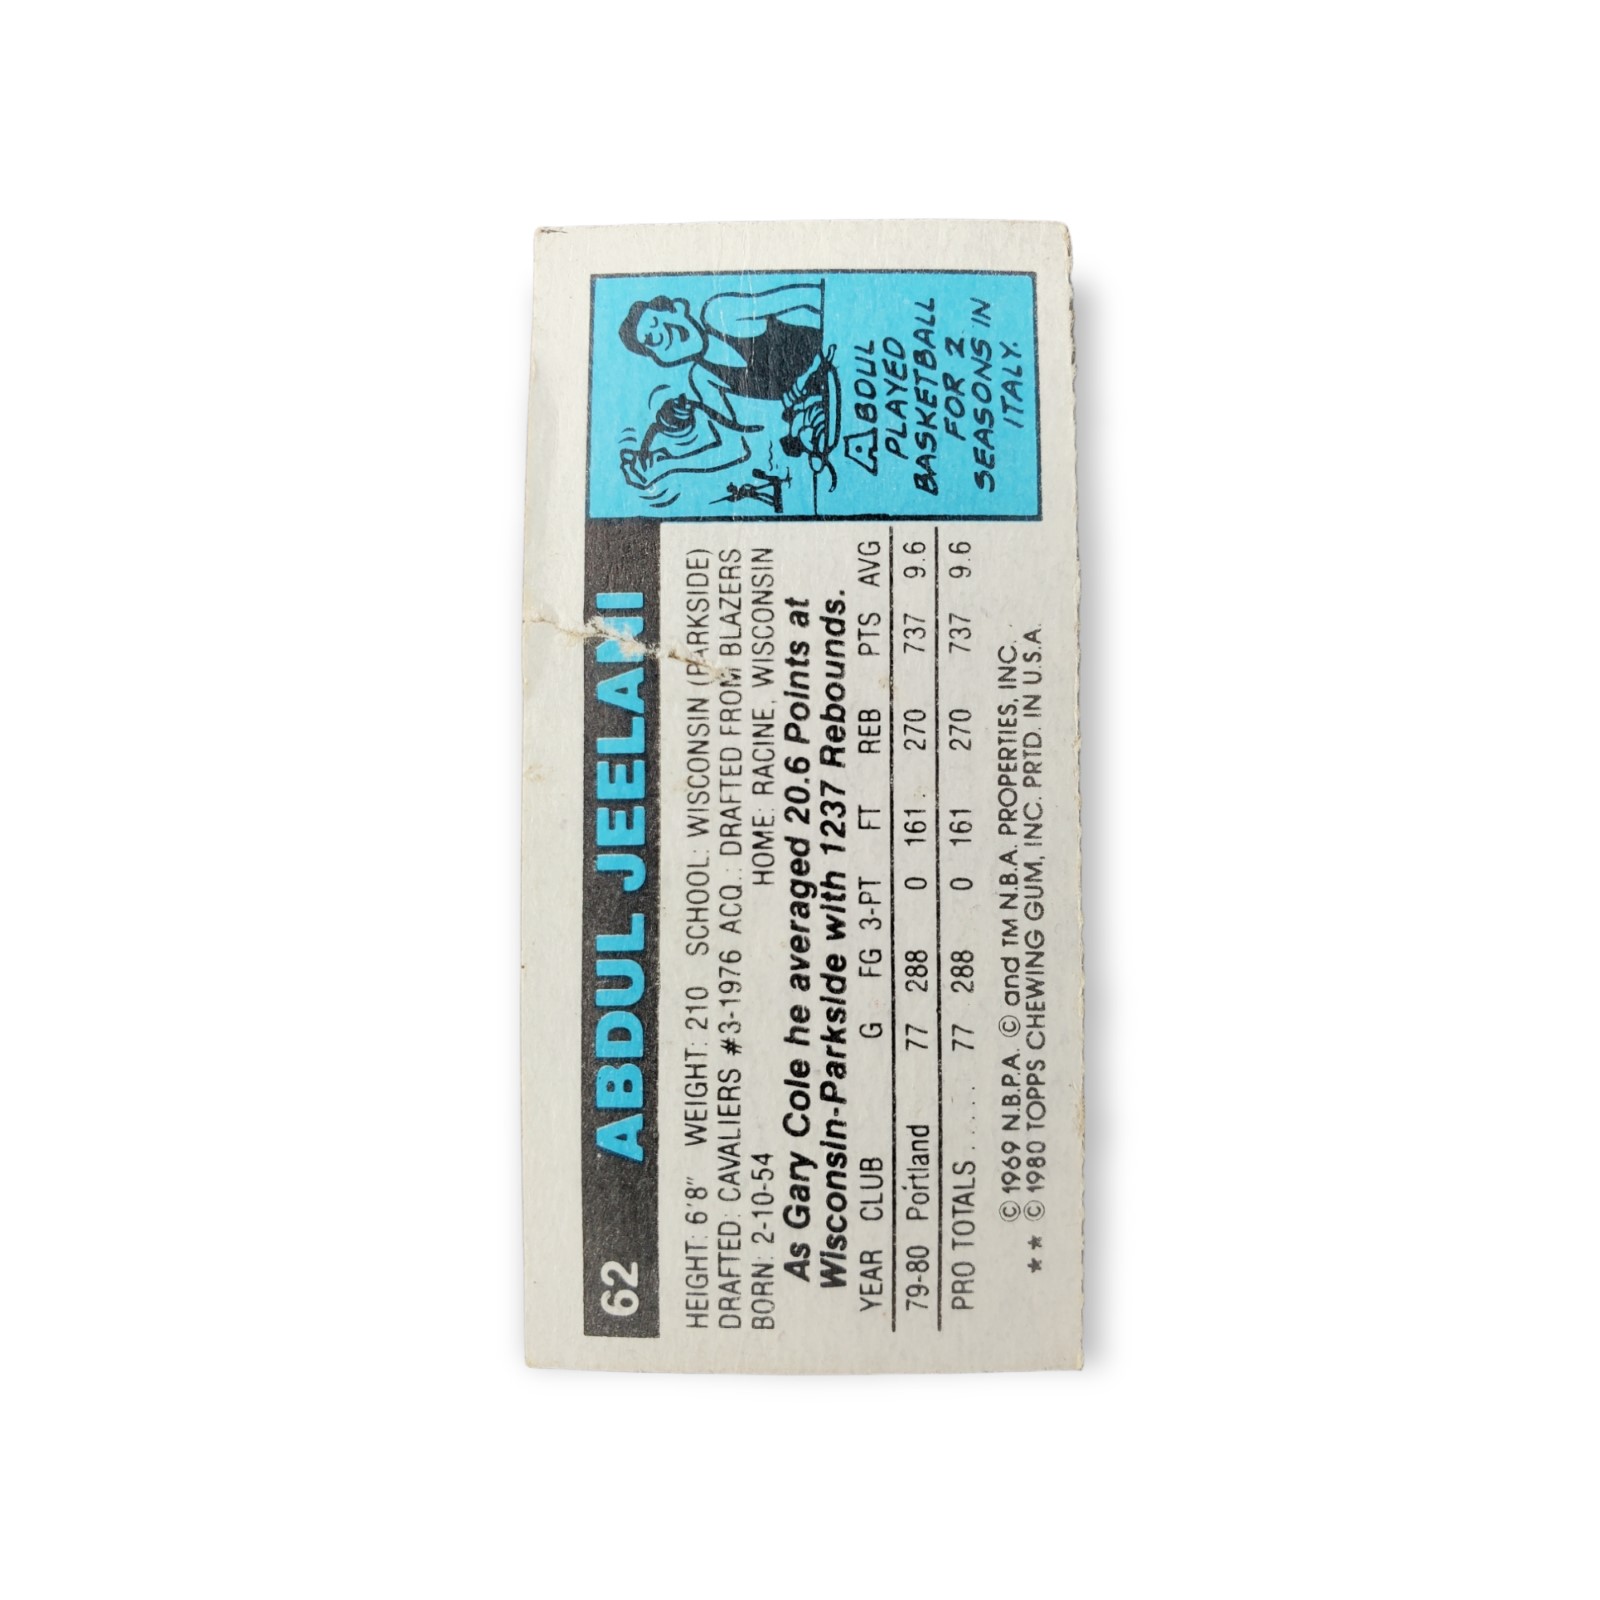 62 ABDUL JEELANI
HEIGHT: 6'8" WEIGHT: 210 SCHOOL: WISCONSIN (PARKSIDE)
DRAFTED: CAVALIERS #3-1976 ACQ.: DRAFTED FROM BLAZERS
BORN: 2-10-54 HOME: RACINE, WISCONSIN
As Gary Cole he averaged 20.6 Points at
Wisconsin-Parkside with 1237 Rebounds.
YEAR CLUB G FG 3-PT FT REB PTS AVG
79-80 Portland 77 288 0 161 270 737 9.6
PRO TOTALS ..... 77 288 0 161 270 737 9.6
© 1969 N.B.P.A. © and TM N.B.A. PROPERTIES, INC.
** © 1980 TOPPS CHEWING GUM, INC. PRTD. IN U.S.A.
ABDUL
PLAYED
BASKETBALL
FOR 2
SEASONS IN
ITALY.